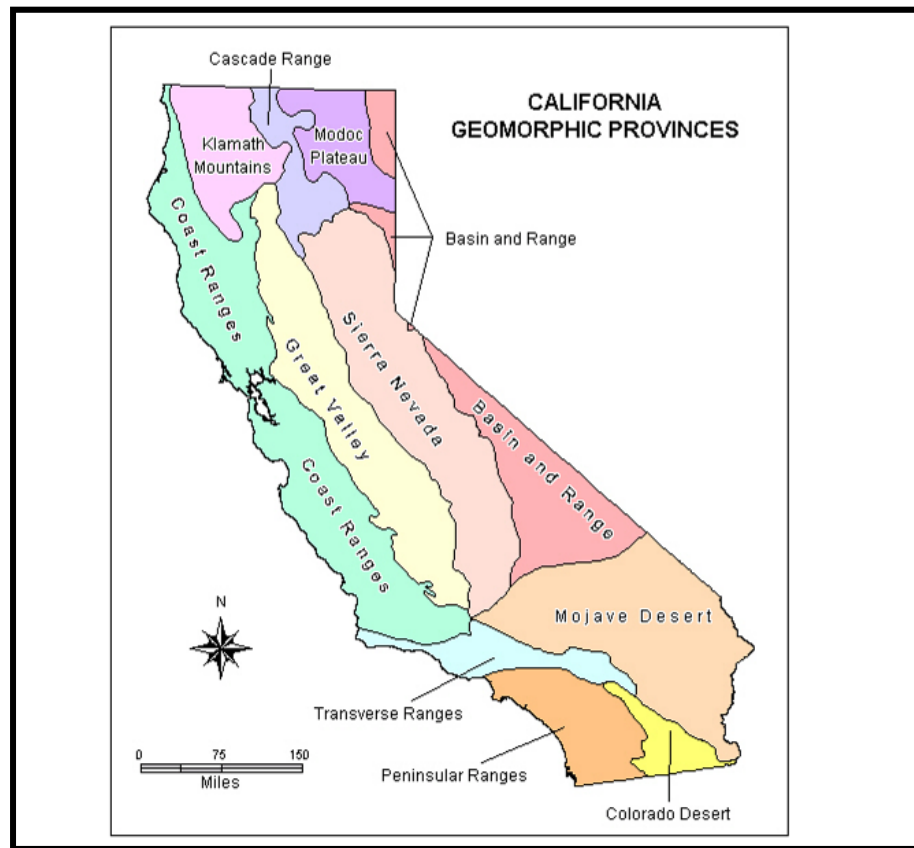 Cascade Range
CALIFORNIA
GEOMORPHIC PROVINCES
Klamath
Mountains
Modoc
Plateau
Coast Ranges
Basin and Range
Sierra Nevada
Great Valley
Basin and Range
Coast Ranges
N
Mojave Desert
Transverse Ranges
0 75 150
Miles
Peninsular Ranges
Colorado Desert